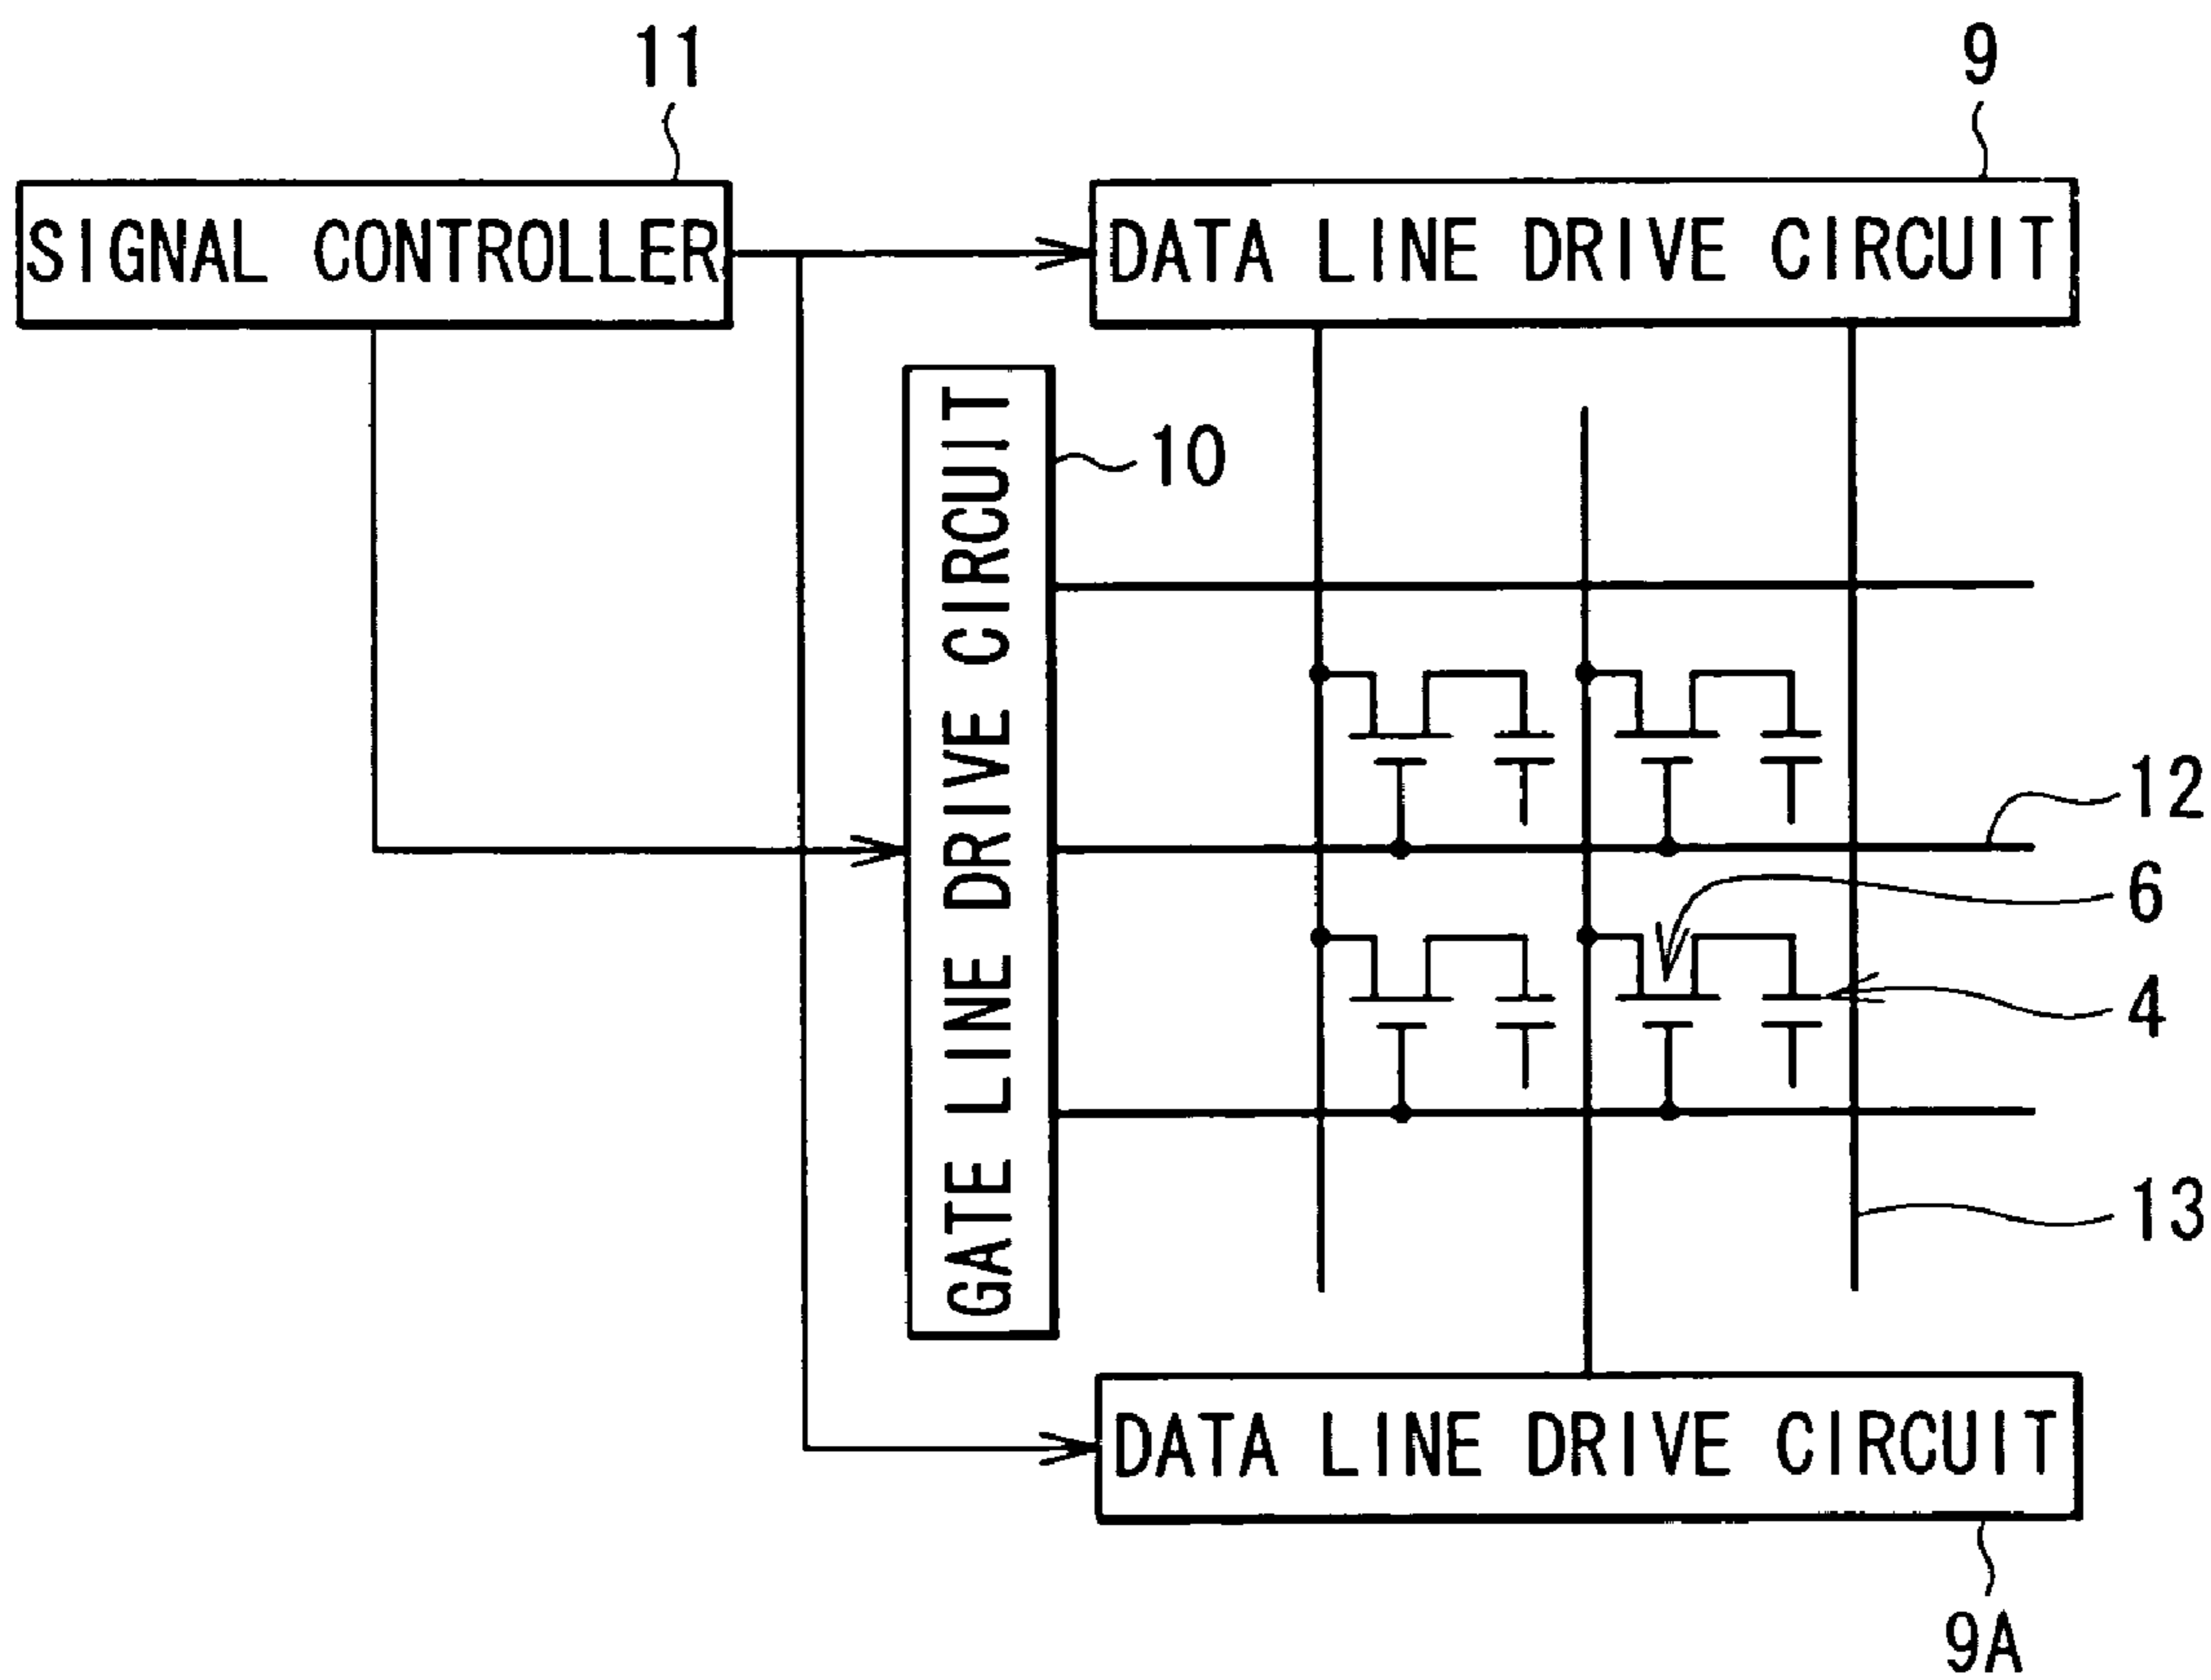 11
9
SIGNAL CONTROLLER
DATA LINE DRIVE CIRCUIT
GATE LINE DRIVE CIRCUIT
10
12
6
4
13
DATA LINE DRIVE CIRCUIT
9A